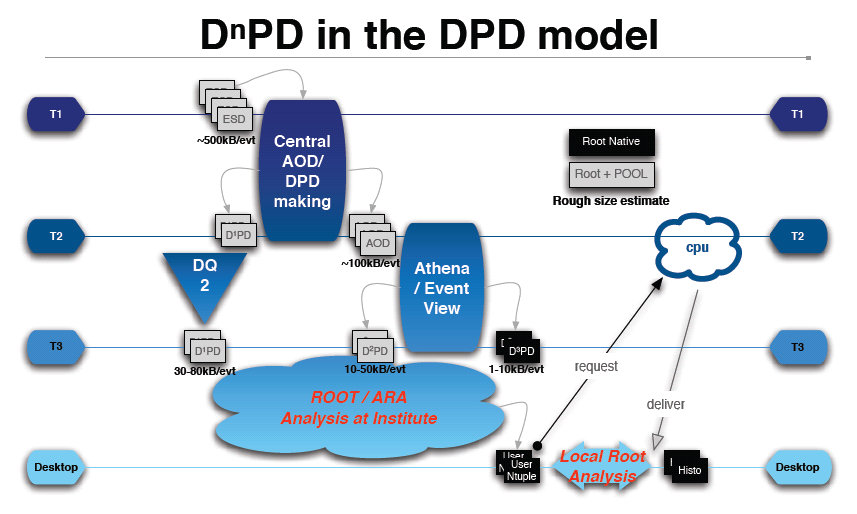 DⁿPD in the DPD model
T1
ESD
~500kB/evt
Central
AOD/
DPD
making
Root Native
Root + POOL
Rough size estimate
T1
T2
D¹PD
AOD
~100kB/evt
cpu
T2
DQ
2
Athena
/ Event
View
T3
D¹PD
30-80kB/evt
D²PD
10-50kB/evt
D³PD
1-10kB/evt
request
T3
deliver
ROOT / ARA
Analysis at Institute
Desktop
User
User
Ntuple
Local Root
Analysis
Histo
Desktop